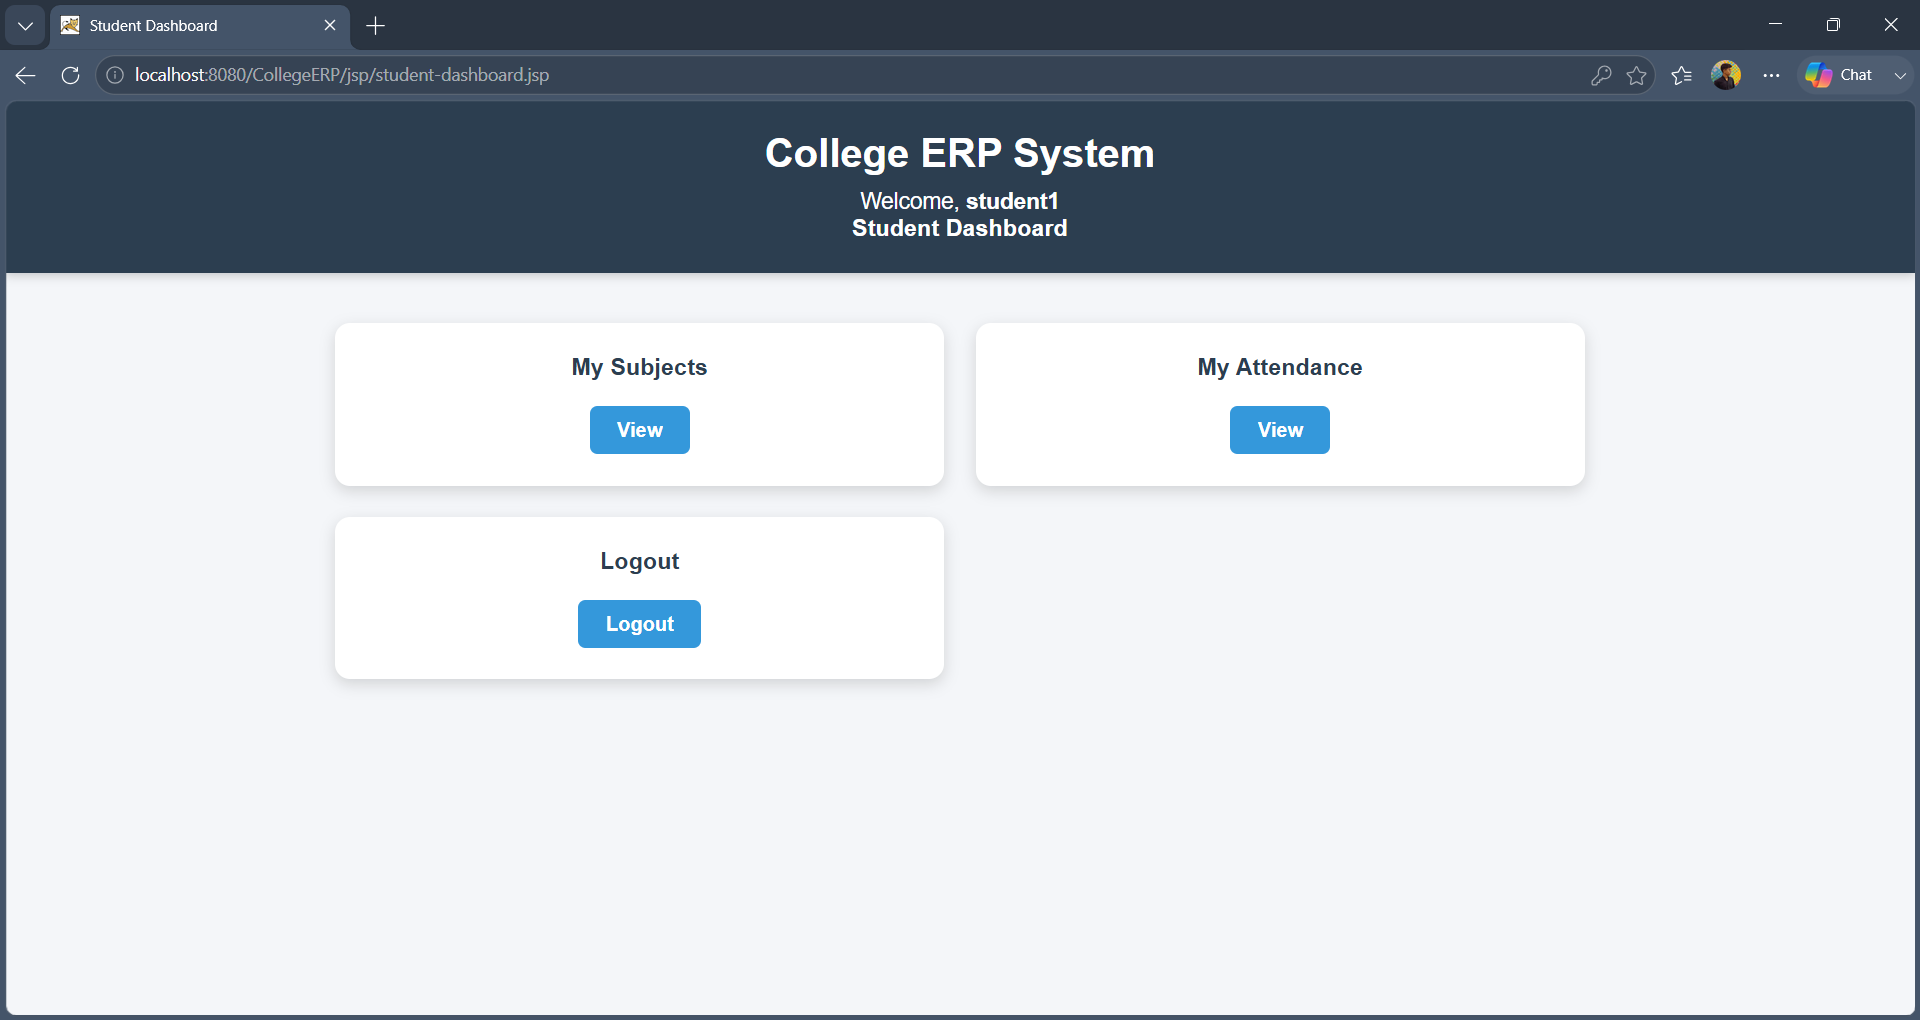 Student Dashboard
localhost:8080/CollegeERP/jsp/student-dashboard.jsp
Chat
College ERP System
Welcome, student1
Student Dashboard
My Subjects
View
My Attendance
View
Logout
Logout